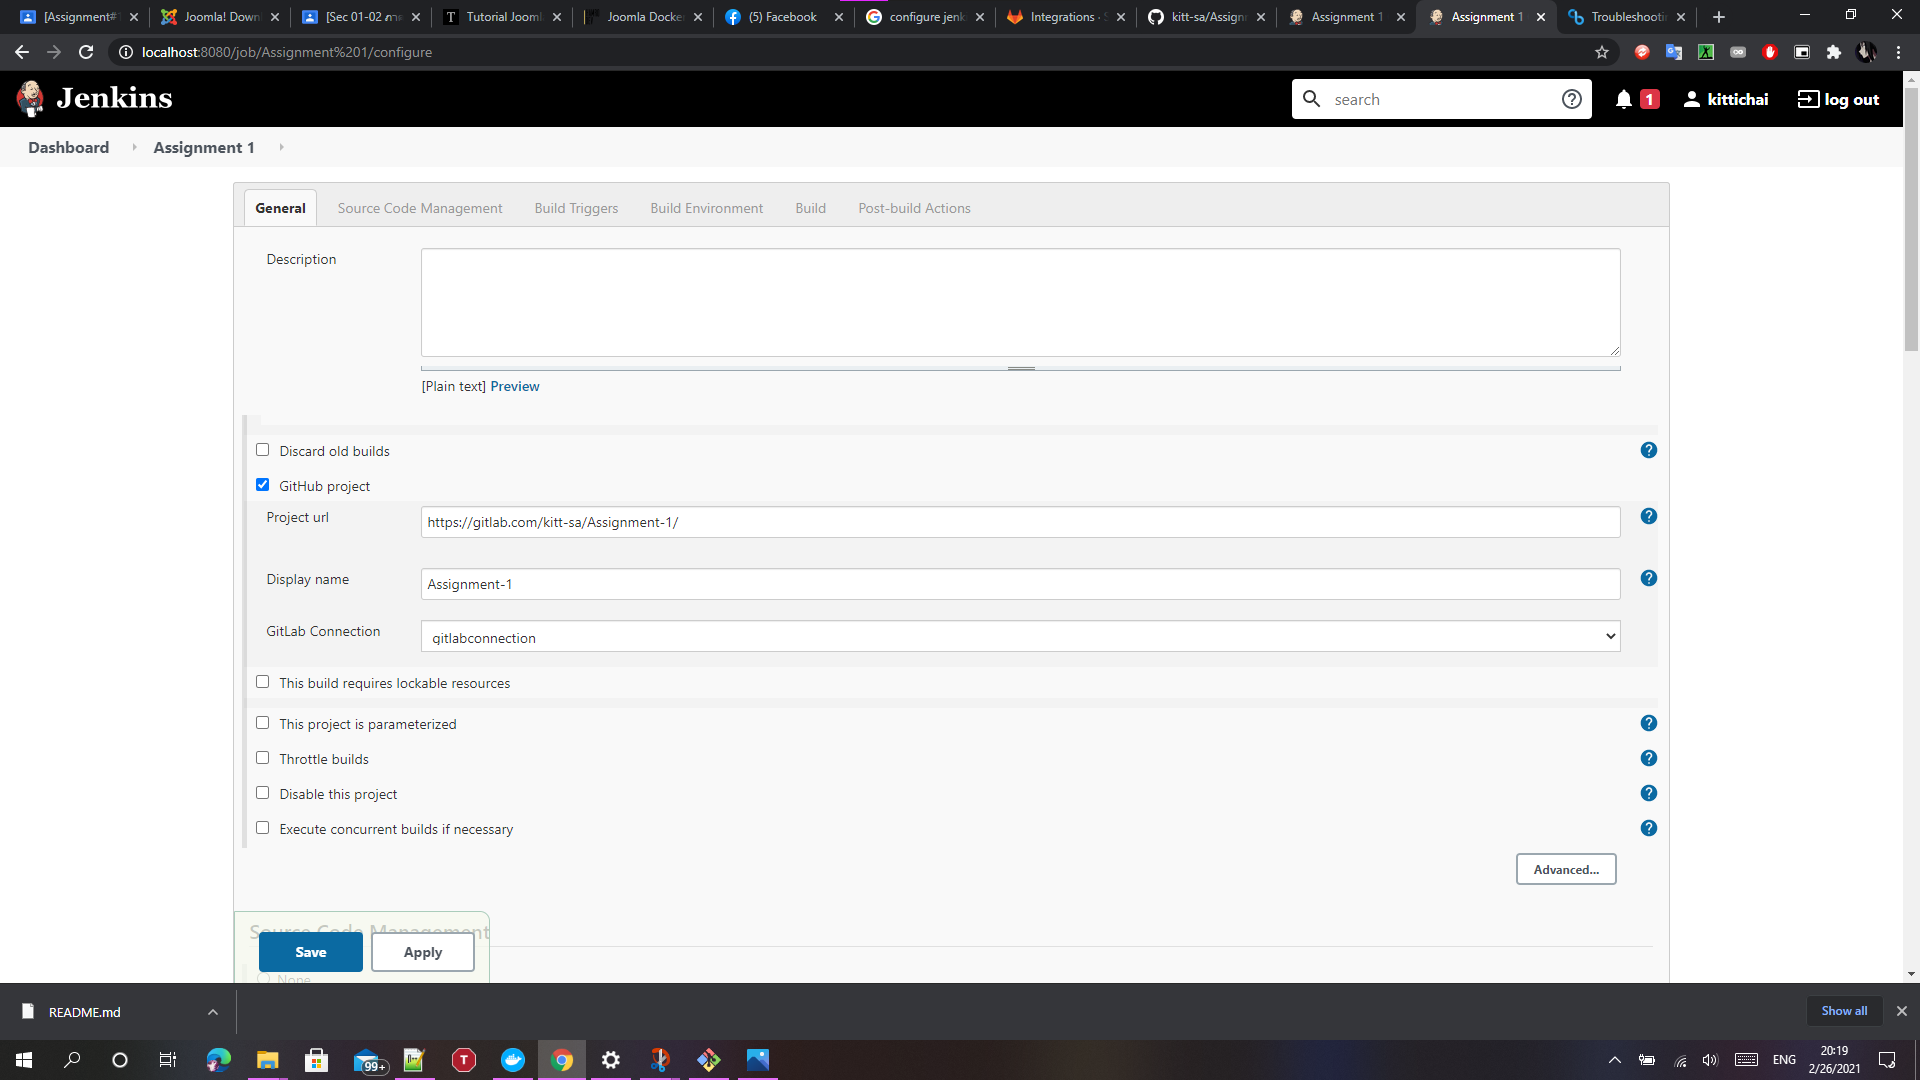 [Assignment#
Joomla! Down
[Sec 01-02 ภาค
Tutorial Jooml
Joomla Docke
(5) Facebook
configure jenk
Integrations · S
kitt-sa/Assign
Assignment 1
Assignment 1
Troubleshooti
localhost:8080/job/Assignment%201/configure
Jenkins
search
1
kittichai
log out
Dashboard
Assignment 1
General
Source Code Management
Build Triggers
Build Environment
Build
Post-build Actions
Description
[Plain text] Preview
Discard old builds
GitHub project
Project url
https://gitlab.com/kitt-sa/Assignment-1/
Display name
Assignment-1
GitLab Connection
gitlabconnection
This build requires lockable resources
This project is parameterized
Throttle builds
Disable this project
Execute concurrent builds if necessary
Advanced...
Source Code Management
Save
Apply
None
README.md
Show all
99+
ENG
20:19
2/26/2021